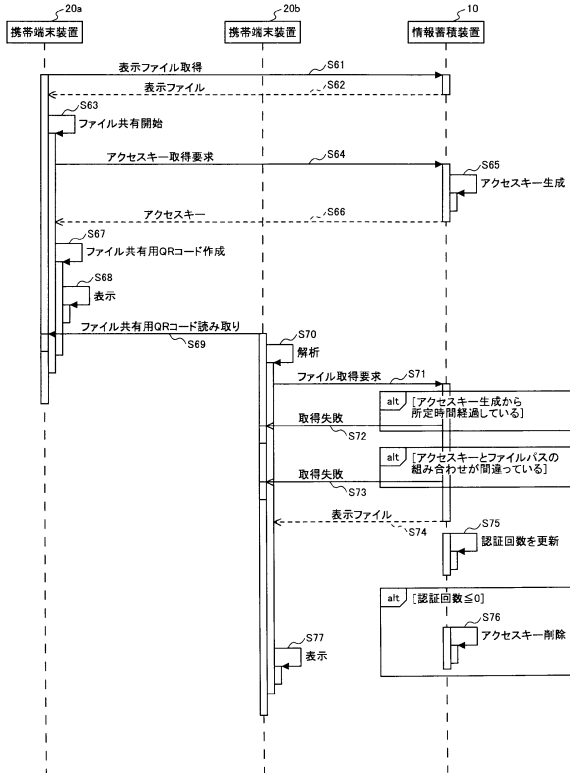 20a
20b
10
携帯端末装置
携帯端末装置
情報蓄積装置
表示ファイル取得
S61
表示ファイル
S62
S63
ファイル共有開始
アクセスキー取得要求
S64
S65
アクセスキー生成
アクセスキー
S66
S67
ファイル共有用QRコード作成
S68
表示
ファイル共有用QRコード読み取り
S69
S70
解析
ファイル取得要求
S71
alt
[アクセスキー生成から
所定時間経過している]
取得失敗
S72
alt
[アクセスキーとファイルパスの
組み合わせが間違っている]
取得失敗
S73
表示ファイル
S74
S75
認証回数を更新
alt
[認証回数≦0]
S76
アクセスキー削除
S77
表示